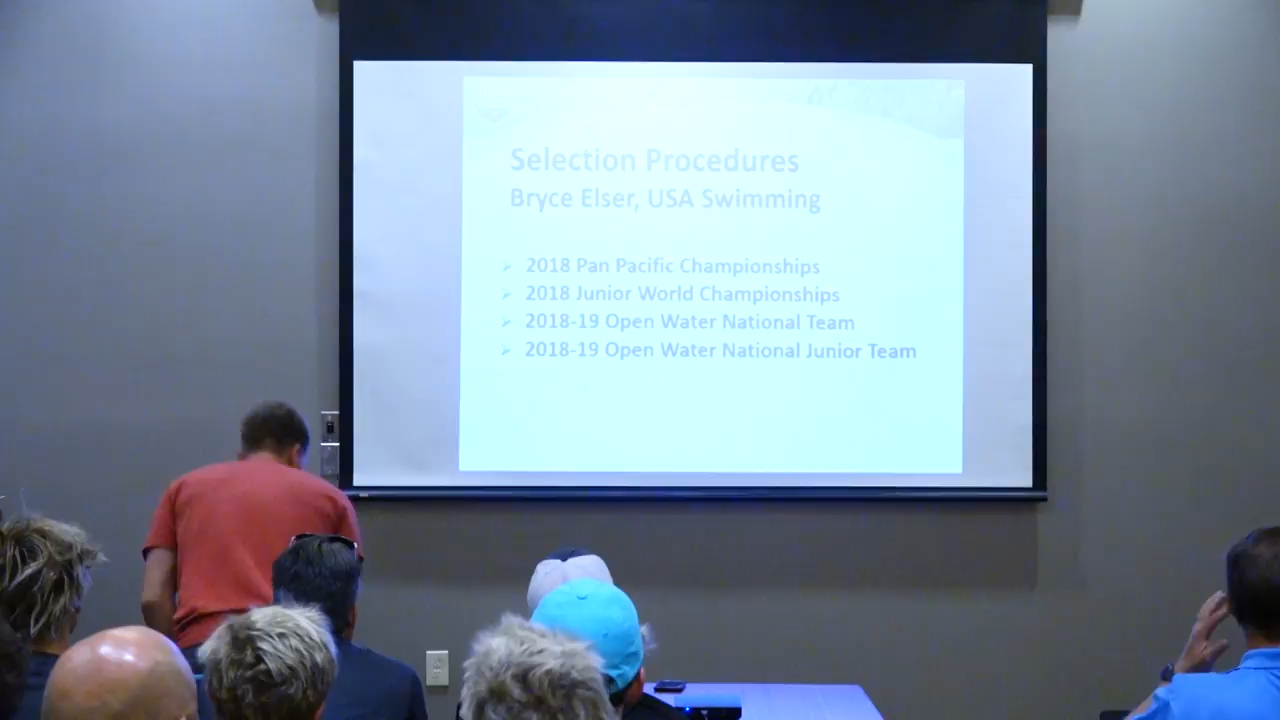 Selection Procedures
Bryce Elser, USA Swimming
2018 Pan Pacific Championships
2018 Junior World Championships
2018-19 Open Water National Team
2018-19 Open Water National Junior Team